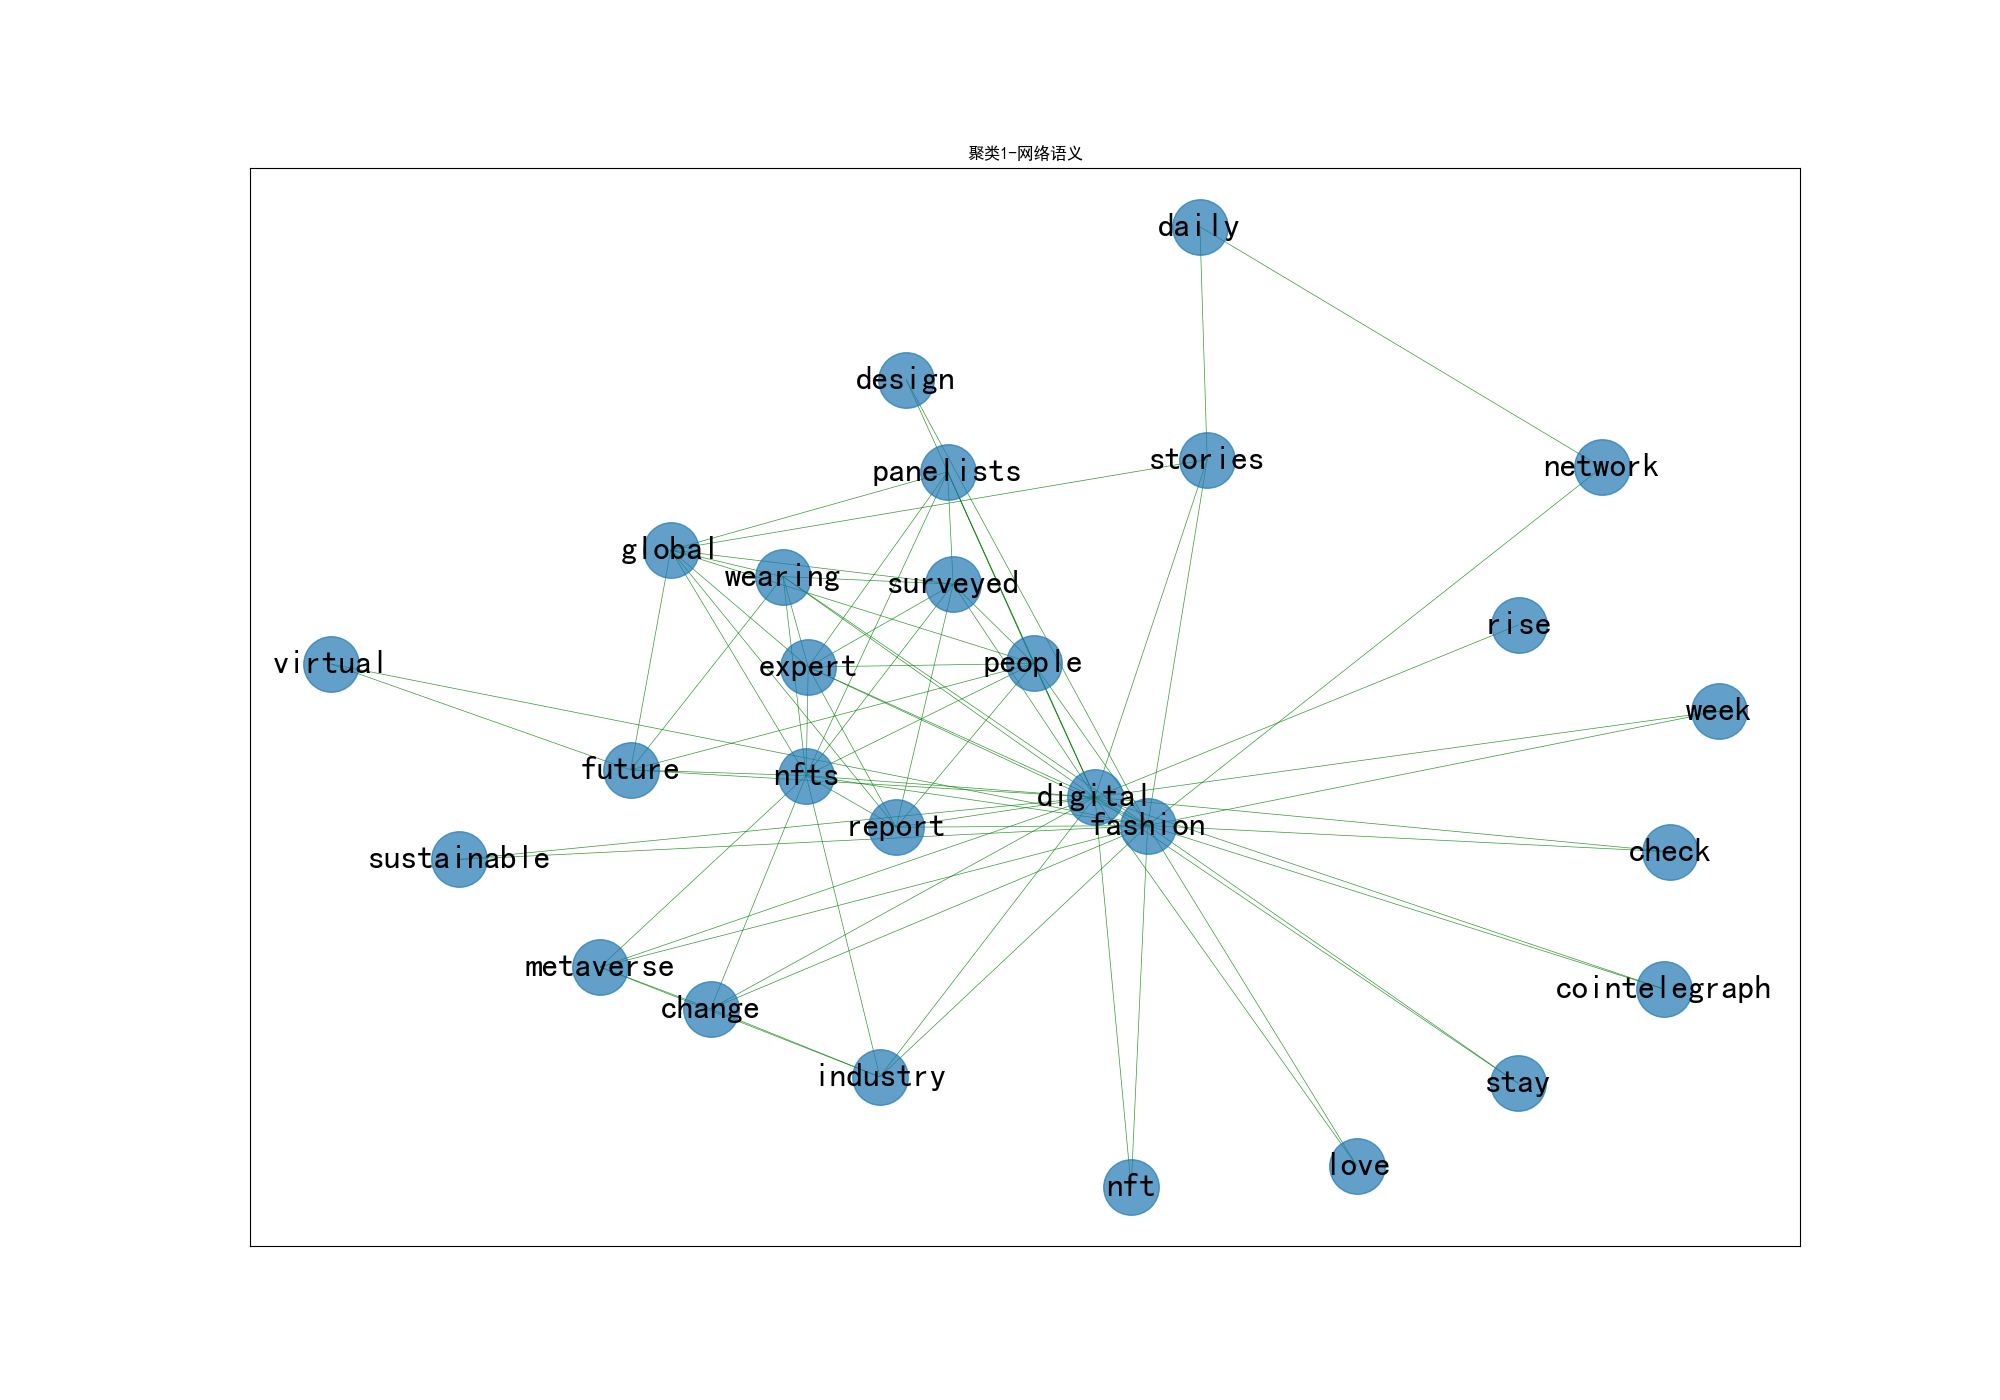 聚类1-网络语义
daily
design
panelists
stories
network
global
wearing
surveyed
rise
virtual
expert
people
week
future
nfts
digital
report
fashion
sustainable
check
metaverse
change
cointelegraph
industry
stay
nft
love